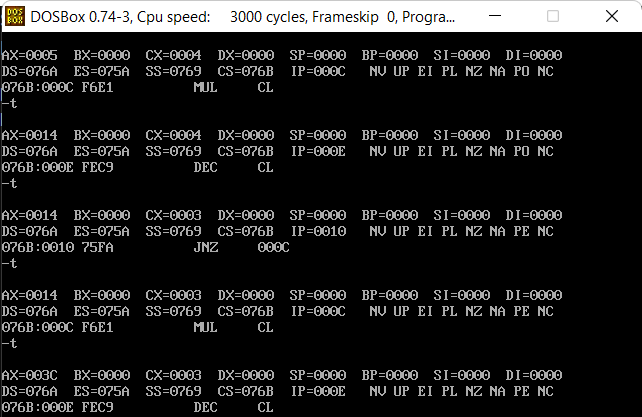 DOS BOX DOSBox 0.74-3, Cpu speed: 3000 cycles, Frameskip 0, Progra...
AX=0005 BX=0000 CX=0004 DX=0000 SP=0000 BP=0000 SI=0000 DI=0000
DS=076A ES=075A SS=0769 CS=076B IP=000C NV UP EI PL NZ NA PO NC
076B:000C F6E1 MUL CL
-t
AX=0014 BX=0000 CX=0004 DX=0000 SP=0000 BP=0000 SI=0000 DI=0000
DS=076A ES=075A SS=0769 CS=076B IP=000E NV UP EI PL NZ NA PO NC
076B:000E FEC9 DEC CL
-t
AX=0014 BX=0000 CX=0003 DX=0000 SP=0000 BP=0000 SI=0000 DI=0000
DS=076A ES=075A SS=0769 CS=076B IP=0010 NV UP EI PL NZ NA PE NC
076B:0010 75FA JNZ 000C
-t
AX=0014 BX=0000 CX=0003 DX=0000 SP=0000 BP=0000 SI=0000 DI=0000
DS=076A ES=075A SS=0769 CS=076B IP=000C NV UP EI PL NZ NA PE NC
076B:000C F6E1 MUL CL
-t
AX=003C BX=0000 CX=0003 DX=0000 SP=0000 BP=0000 SI=0000 DI=0000
DS=076A ES=075A SS=0769 CS=076B IP=000E NV UP EI PL NZ NA PE NC
076B:000E FEC9 DEC CL